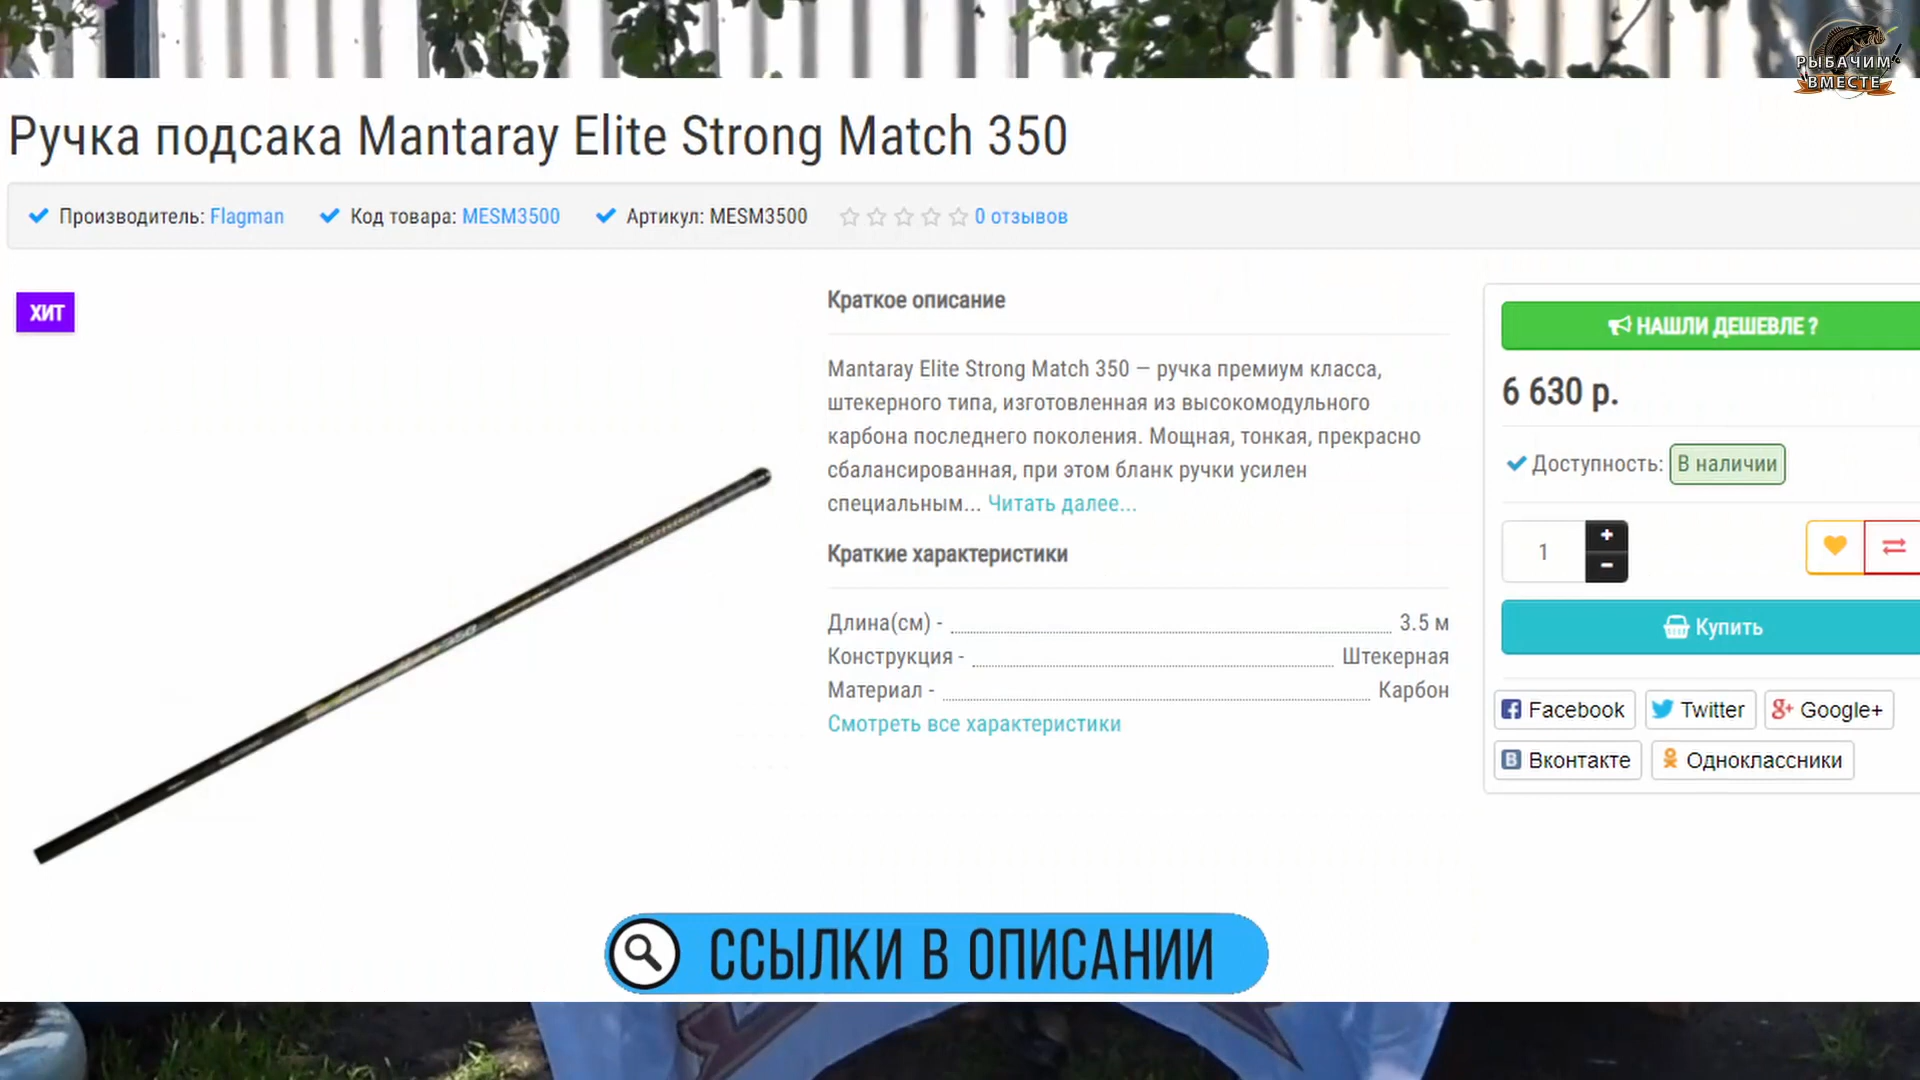 РЫБАЧИМ
ВМЕСТЕ
Ручка подсака Mantaray Elite Strong Match 350
Производитель: Flagman Код товара: MESM3500 Артикул: MESM3500 0 отзывов
ХИТ
Краткое описание
Mantaray Elite Strong Match 350 — ручка премиум класса,
штекерного типа, изготовленная из высокомодульного
карбона последнего поколения. Мощная, тонкая, прекрасно
сбалансированная, при этом бланк ручки усилен
специальным... Читать далее...
Краткие характеристики
Длина(см) - 3.5 м
Конструкция - Штекерная
Материал - Карбон
Смотреть все характеристики
НАШЛИ ДЕШЕВЛЕ ?
6 630 р.
Доступность: В наличии
1
+
-
Купить
Facebook Twitter Google+
Вконтакте Одноклассники
ССЫЛКИ В ОПИСАНИИ